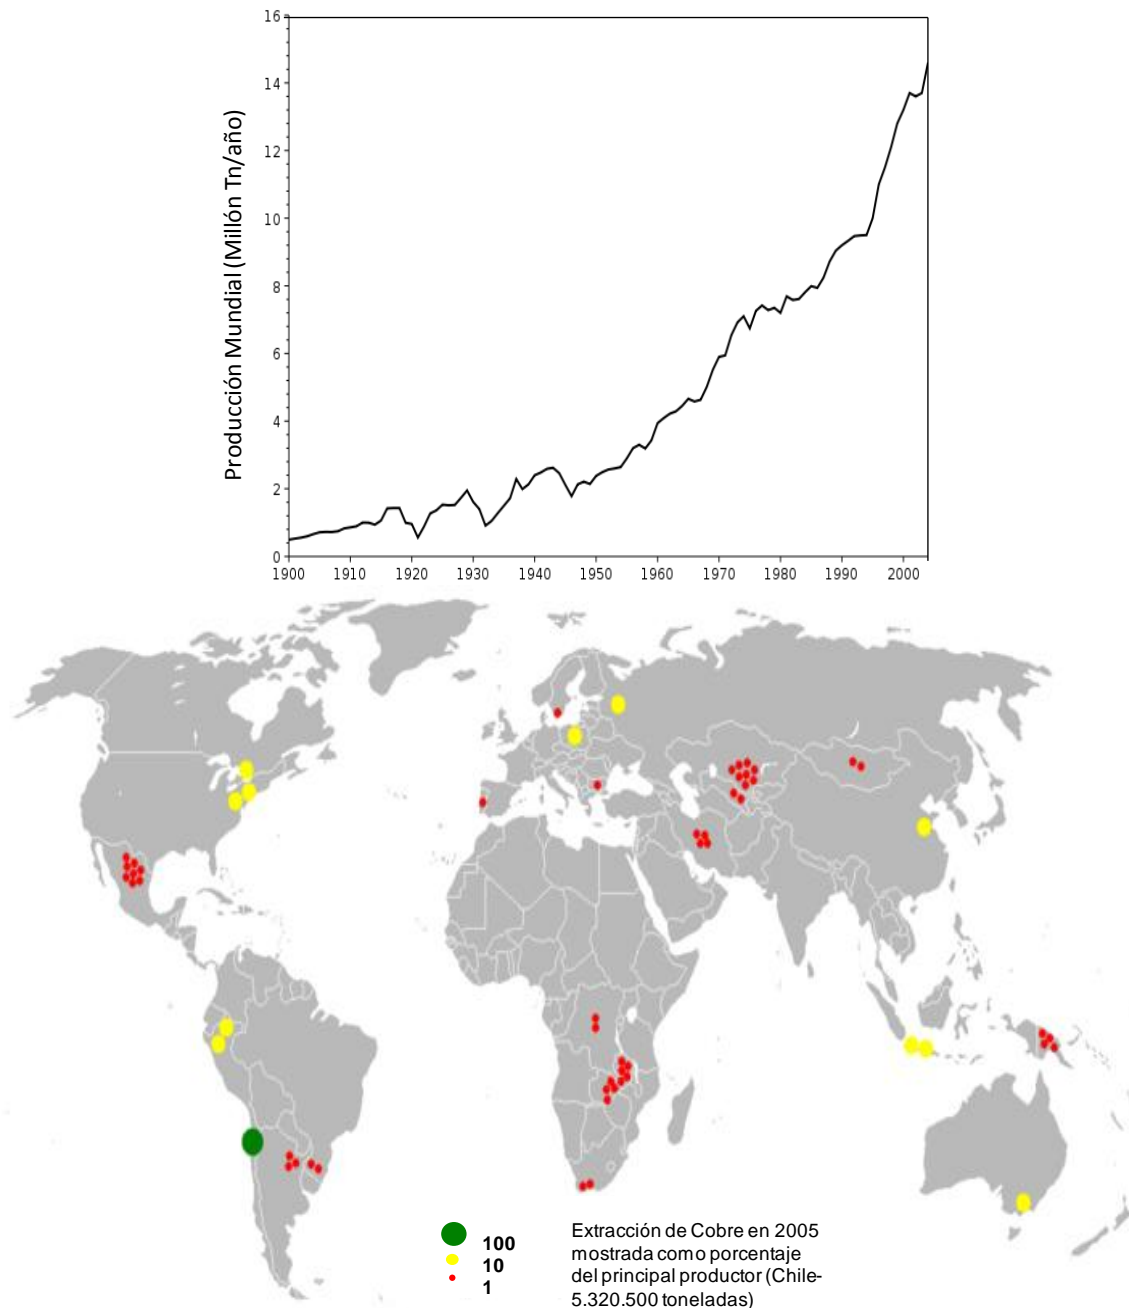 Producción Mundial (Millón Tn/año)
16
14
12
10
8
6
4
2
0
1900 1910 1920 1930 1940 1950 1960 1970 1980 1990 2000
100
10
1
Extracción de Cobre en 2005
mostrada como porcentaje
del principal productor (Chile-
5.320.500 toneladas)